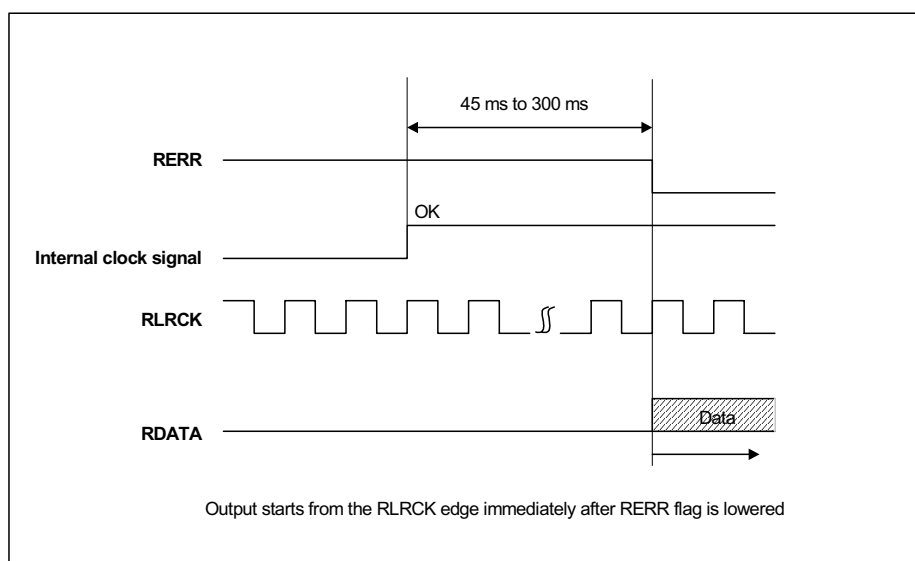 45 ms to 300 ms
RERR
OK
Internal clock signal
RLRCK
Data
RDATA
Output starts from the RLRCK edge immediately after RERR flag is lowered